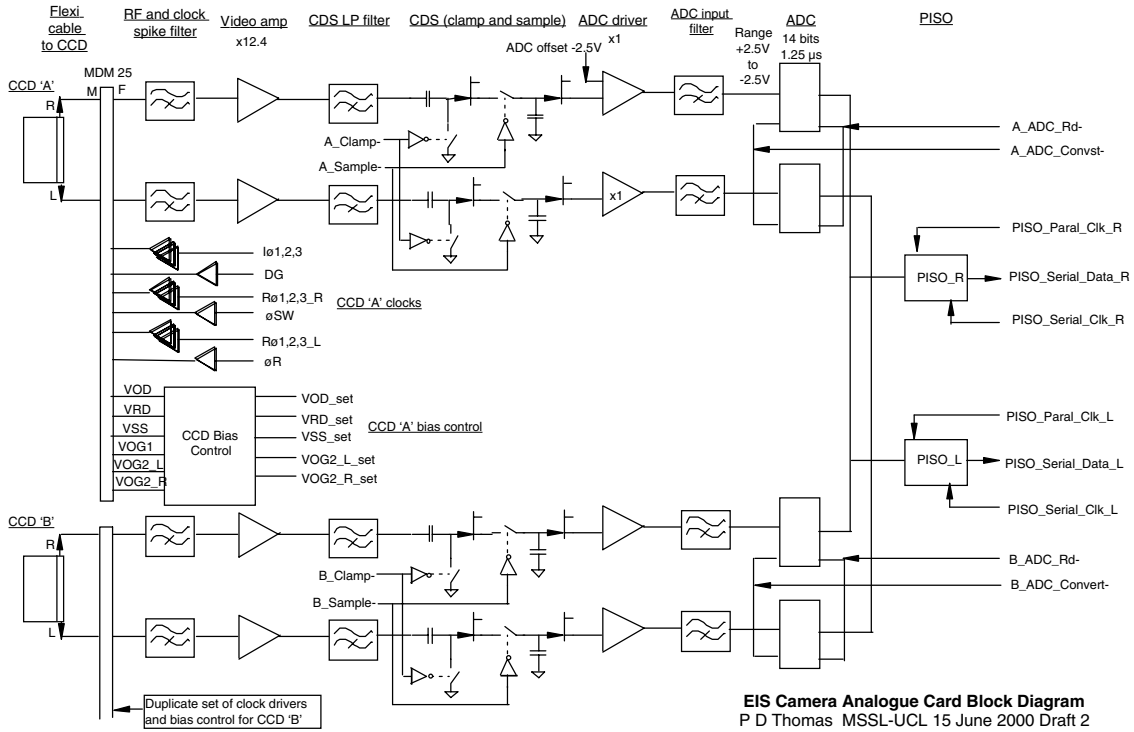 Flexi
cable
to CCD
RF and clock
spike filter
Video amp
x12.4
CDS LP filter
CDS (clamp and sample)
ADC driver
x1
ADC offset -2.5V
ADC input
filter
Range
+2.5V
to
-2.5V
ADC
14 bits
1.25 µs
PISO
MDM 25
M F
CCD 'A'
R
L
A_Clamp-
A_Sample-
x1
A_ADC_Rd-
A_ADC_Convst-
Iø1,2,3
DG
Rø1,2,3_R
øSW
Rø1,2,3_L
øR
CCD 'A' clocks
PISO_Paral_Clk_R
PISO_R
PISO_Serial_Data_R
PISO_Serial_Clk_R
VOD
VRD
VSS
VOG1
VOG2_L
VOG2_R
CCD Bias
Control
VOD_set
VRD_set
VSS_set
VOG2_L_set
VOG2_R_set
CCD 'A' bias control
PISO_Paral_Clk_L
PISO_L
PISO_Serial_Data_L
PISO_Serial_Clk_L
CCD 'B'
R
L
B_Clamp-
B_Sample-
B_ADC_Rd-
B_ADC_Convert-
Duplicate set of clock drivers
and bias control for CCD 'B'
EIS Camera Analogue Card Block Diagram
P D Thomas MSSL-UCL 15 June 2000 Draft 2